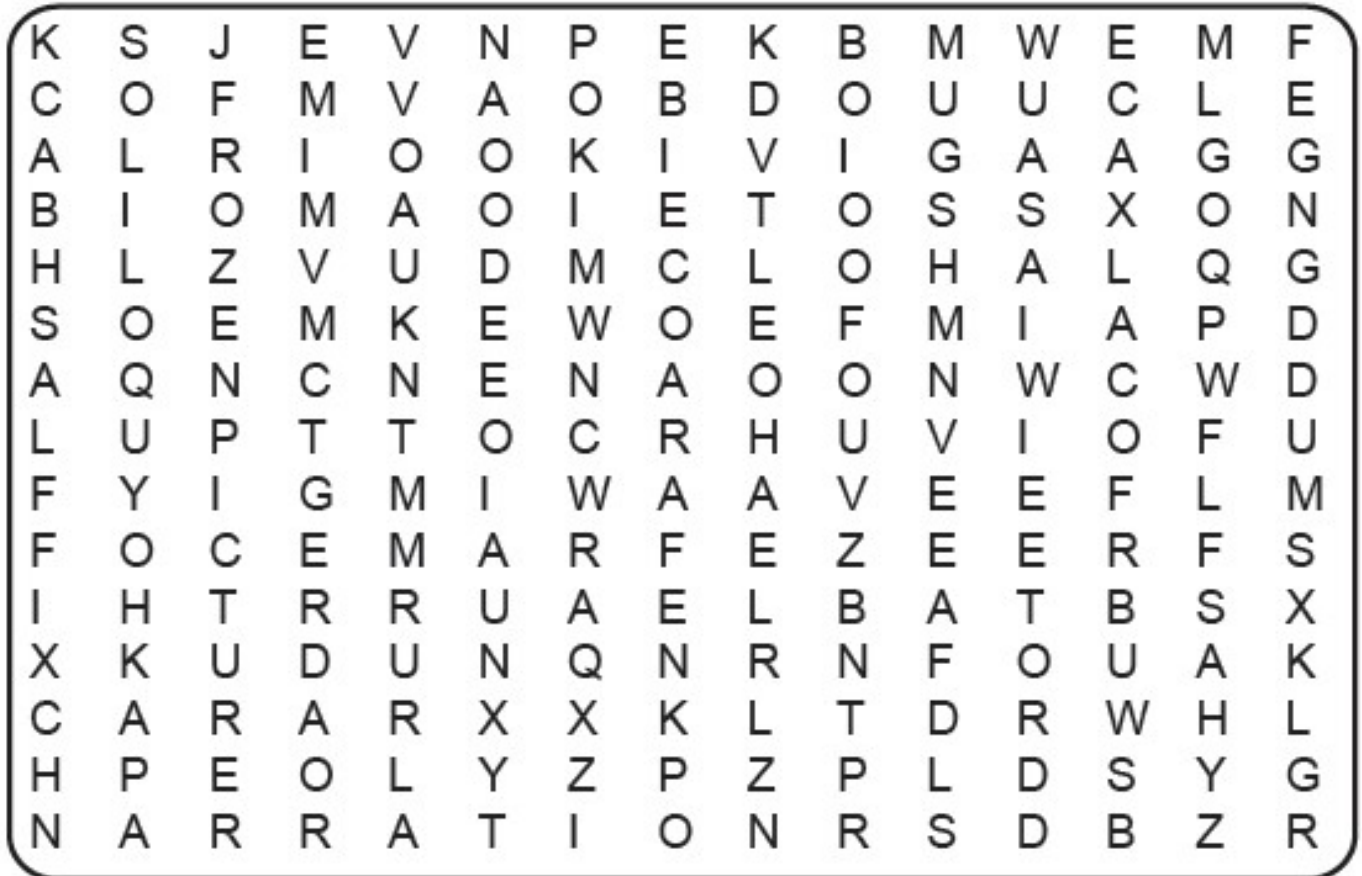 K S J E V N P E K B M W E M F
C O F M V A O B D O U U C L E
A L R I O O K I V I G A A G G
B I O M A O I E T O S S X O N
H L Z V U D M C L O H A L Q G
S O E M K E W O E F M I A P D
A Q N C N E N A O O N W C W D
L U P T T O C R H U V I O F U
F Y I G M I W A A V E E F L M
F O C E M A R F E Z E E R F S
I H T R R U A E L B A T B S X
X K U D U N Q N R N F O U A K
C A R A R X X K L T D R W H L
H P E O L Y Z P Z P L D S Y G
N A R R A T I O N R S D B Z R